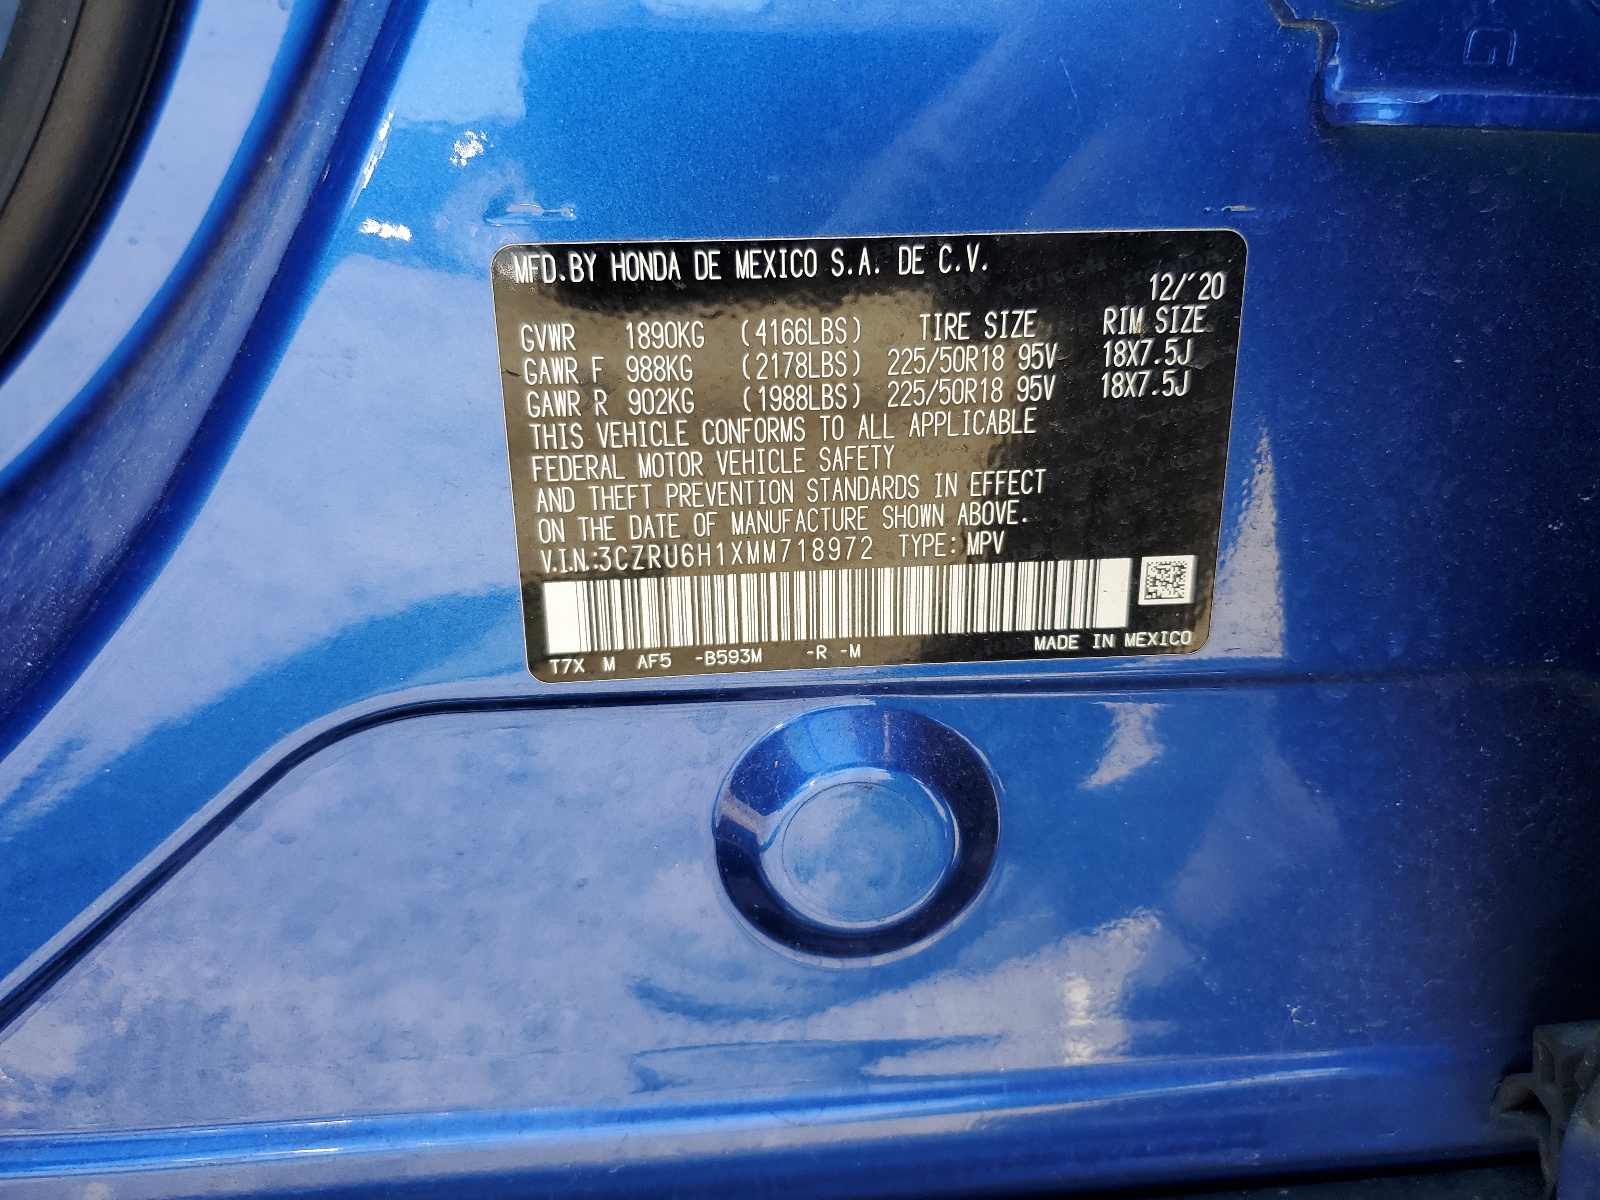 MFD.BY HONDA DE MEXICO S.A. DE C.V.
12/'20
GVWR 1890KG (4166LBS) TIRE SIZE RIM SIZE
GAWR F 988KG (2178LBS) 225/50R18 95V 18X7.5J
GAWR R 902KG (1988LBS) 225/50R18 95V 18X7.5J
THIS VEHICLE CONFORMS TO ALL APPLICABLE
FEDERAL MOTOR VEHICLE SAFETY
AND THEFT PREVENTION STANDARDS IN EFFECT
ON THE DATE OF MANUFACTURE SHOWN ABOVE.
V.I.N.:3CZRU6H1XMM718972 TYPE: MPV
T7X M AF5 -B593M -R -M
MADE IN MEXICO